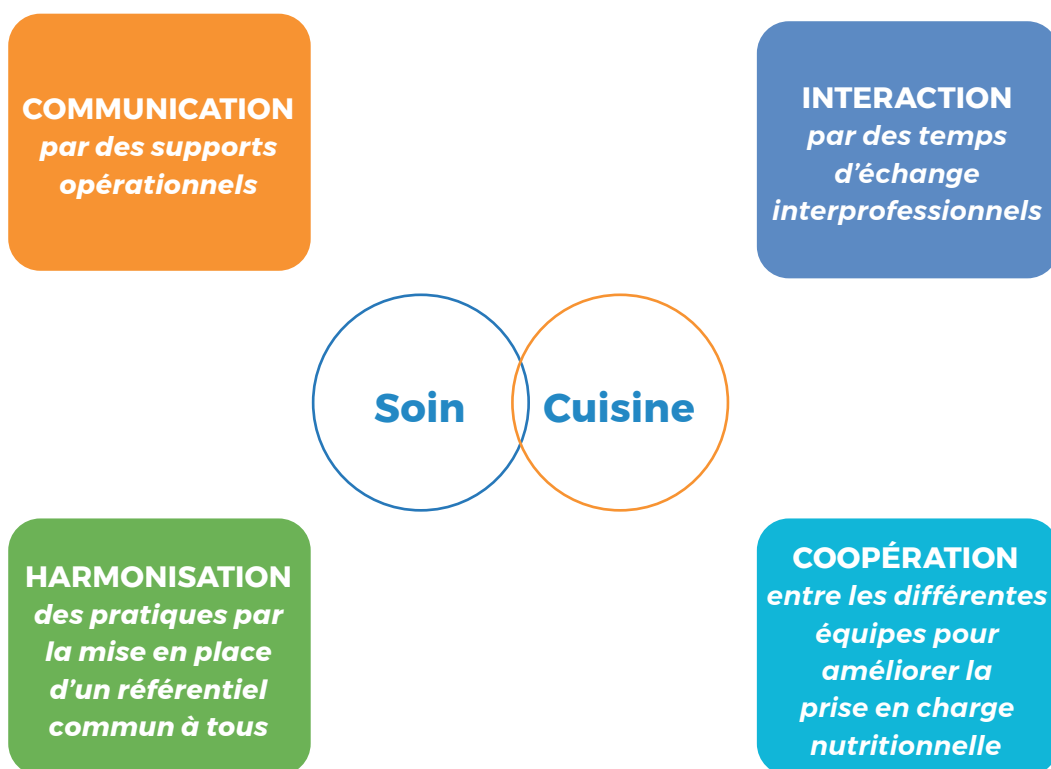 COMMUNICATION
par des supports
opérationnels
INTERACTION
par des temps
d'échange
interprofessionnels
Soin
Cuisine
HARMONISATION
des pratiques par
la mise en place
d'un référentiel
commun à tous
COOPÉRATION
entre les différentes
équipes pour
améliorer la
prise en charge
nutritionnelle